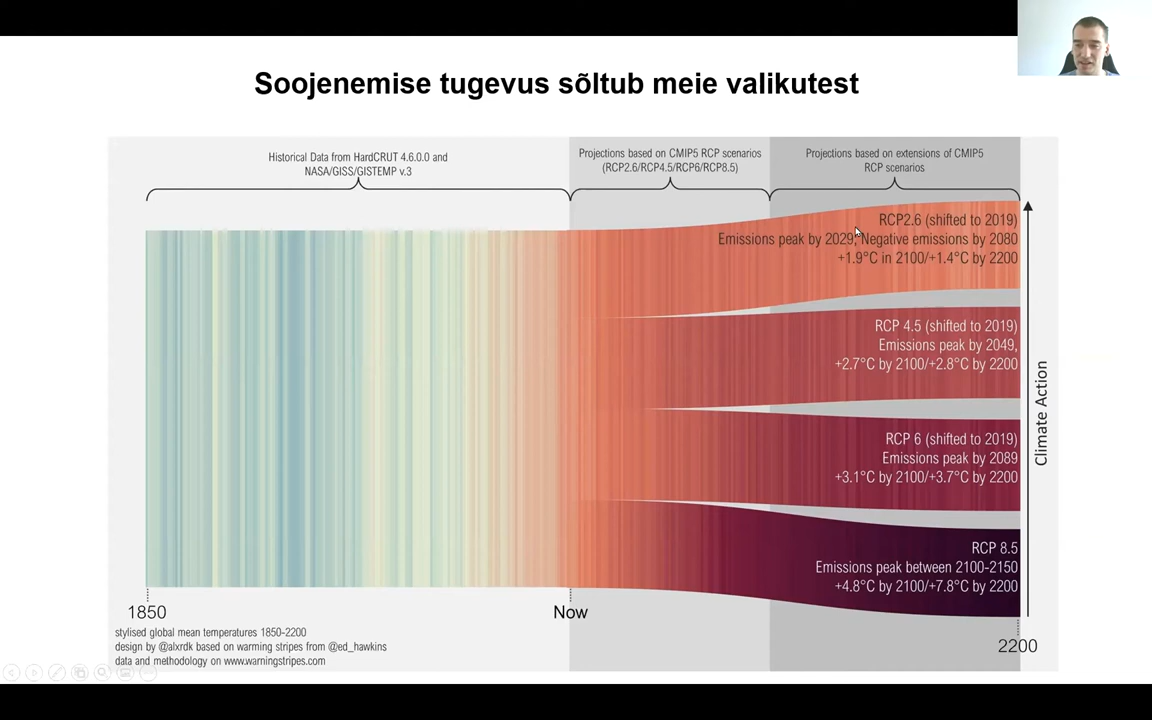 Soojenemise tugevus sõltub meie valikutest
Historical Data from HardCRUT 4.6.0.0 and
NASA/GISS/GISTEMP v.3
Projections based on CMIP5 RCP scenarios
(RCP2.6/RCP4.5/RCP6/RCP8.5)
Projections based on extensions of CMIP5
RCP scenarios
RCP2.6 (shifted to 2019)
Emissions peak by 2029, Negative emissions by 2080
+1.9°C in 2100/+1.4°C by 2200
RCP 4.5 (shifted to 2019)
Emissions peak by 2049,
+2.7°C by 2100/+2.8°C by 2200
RCP 6 (shifted to 2019)
Emissions peak by 2089
+3.1°C by 2100/+3.7°C by 2200
RCP 8.5
Emissions peak between 2100-2150
+4.8°C by 2100/+7.8°C by 2200
Climate Action
1850
Now
2200
stylised global mean temperatures 1850-2200
design by @alxrdk based on warming stripes from @ed_hawkins
data and methodology on www.warningstripes.com